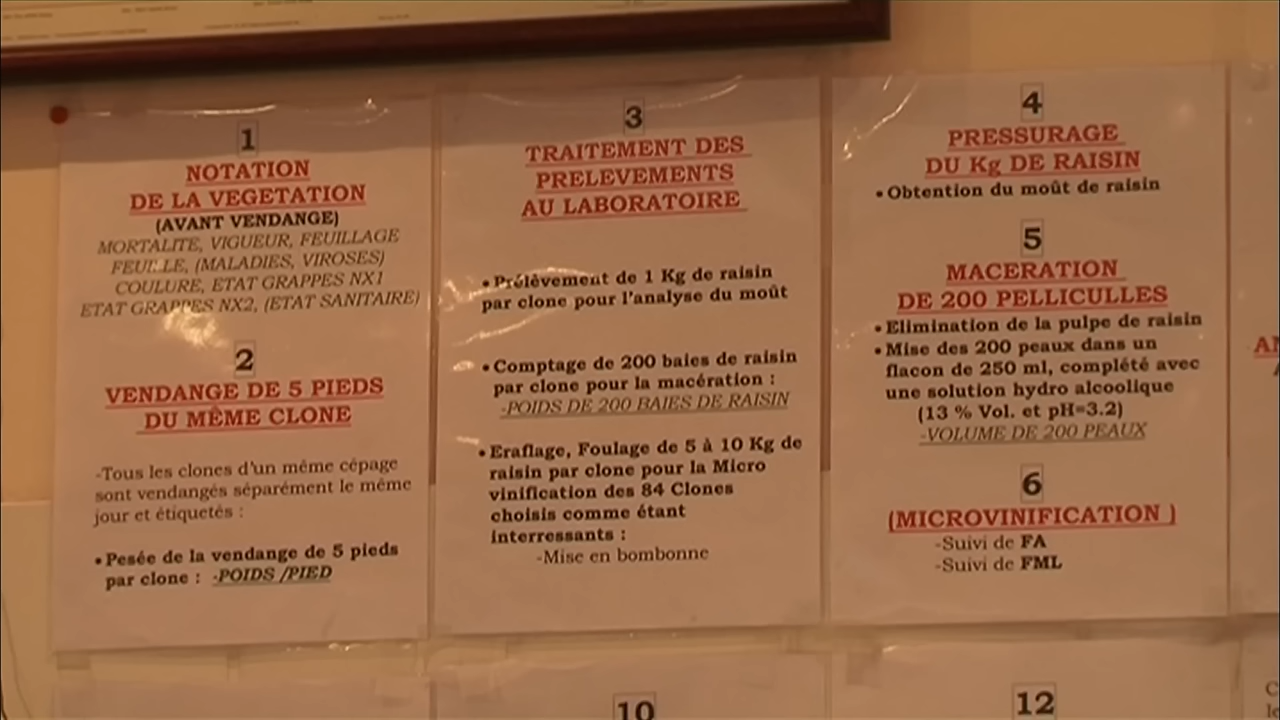 1
NOTATION
DE LA VEGETATION
(AVANT VENDANGE)
MORTALITE, VIGUEUR, FEUILLAGE
FEUILLE, (MALADIES, VIROSES)
COULURE, ETAT GRAPPES NX1
ETAT GRAPPES NX2, (ETAT SANITAIRE)
2
VENDANGE DE 5 PIEDS
DU MÊME CLONE
-Tous les clones d'un même cépage
sont vendangés séparément le même
jour et étiquetés :
• Pesée de la vendange de 5 pieds
par clone : -POIDS /PIED
3
TRAITEMENT DES
PRELEVEMENTS
AU LABORATOIRE
• Prélèvement de 1 Kg de raisin
par clone pour l'analyse du moût
• Comptage de 200 baies de raisin
par clone pour la macération :
-POIDS DE 200 BAIES DE RAISIN
• Eraflage, Foulage de 5 à 10 Kg de
raisin par clone pour la Micro
vinification des 84 Clones
choisis comme étant
interressants :
-Mise en bombonne
4
PRESSURAGE
DU Kg DE RAISIN
• Obtention du moût de raisin
5
MACERATION
DE 200 PELLICULLES
• Elimination de la pulpe de raisin
• Mise des 200 peaux dans un
flacon de 250 ml, complété avec
une solution hydro alcoolique
(13 % Vol. et pH=3.2)
-VOLUME DE 200 PEAUX
6
(MICROVINIFICATION )
-Suivi de FA
-Suivi de FML
10
12